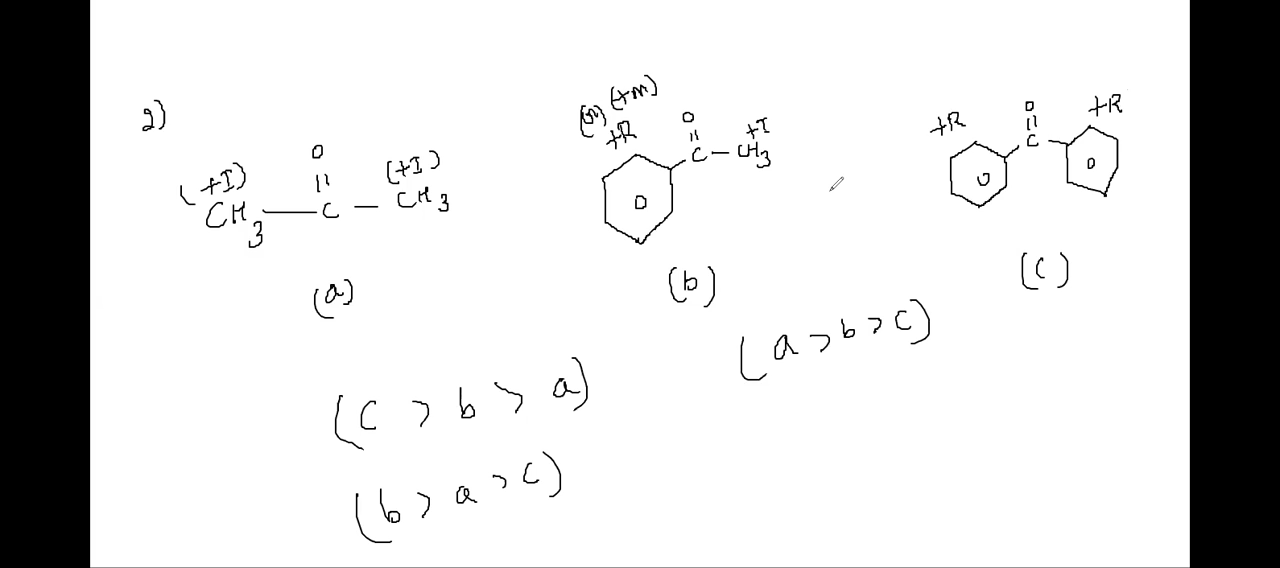 2)
(+I) CH3 — C — CH3 (+I)
O
(a)
(m) (+m)
+R
O
C — CH3 +I
(b)
+R O +R
C
(c)
(a > b > c)
(c > b > a)
(b > a > c)